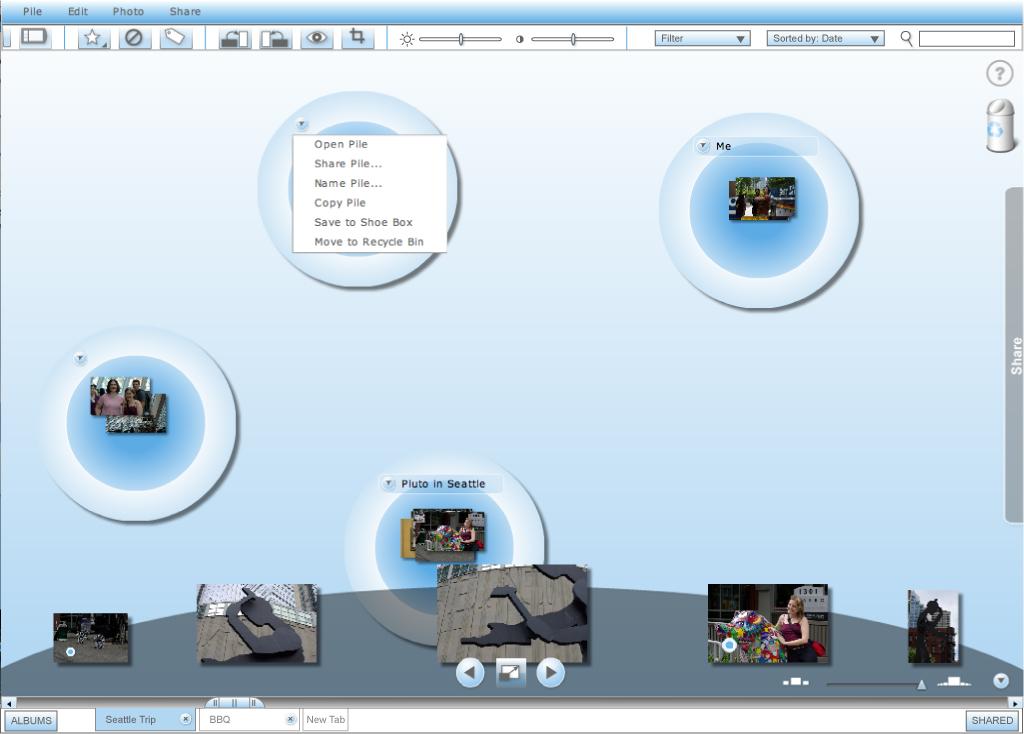 Pile Edit Photo Share
Filter Sorted by: Date
?
Open Pile
Share Pile...
Name Pile...
Copy Pile
Save to Shoe Box
Move to Recycle Bin
Me
Share
Pluto in Seattle
1301
ALBUMS Seattle Trip BBQ New Tab SHARED